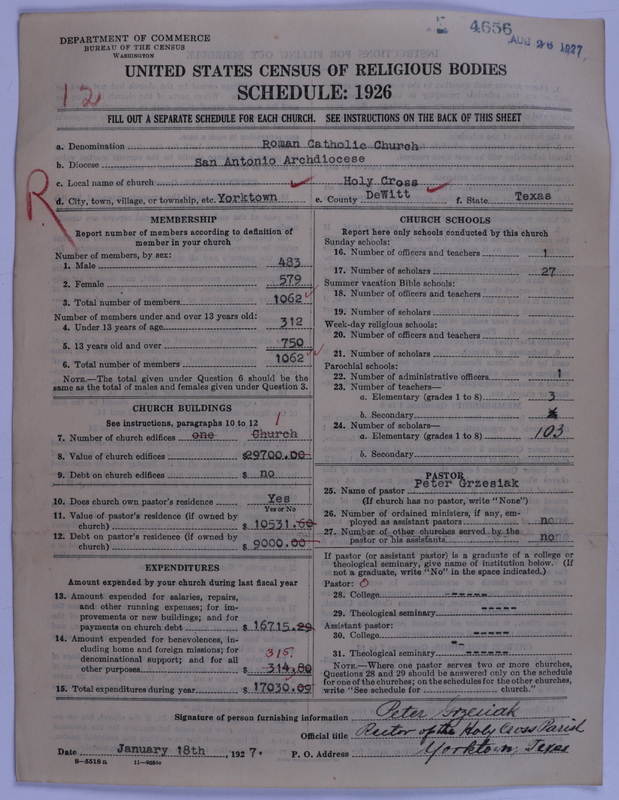 4656
AUG 26 1927
DEPARTMENT OF COMMERCE
BUREAU OF THE CENSUS
WASHINGTON
UNITED STATES CENSUS OF RELIGIOUS BODIES
SCHEDULE: 1926
12
FILL OUT A SEPARATE SCHEDULE FOR EACH CHURCH. SEE INSTRUCTIONS ON THE BACK OF THIS SHEET
R
a. Denomination Roman Catholic Church
b. Diocese San Antonio Archdiocese
c. Local name of church Holy Cross
d. City, town, village, or township, etc. Yorktown e. County DeWitt f. State Texas
MEMBERSHIP
Report number of members according to definition of
member in your church
Number of members, by sex:
1. Male 483
2. Female 579
3. Total number of members 1062
Number of members under and over 13 years old:
4. Under 13 years of age 312
5. 13 years old and over 750
6. Total number of members 1062
NOTE.—The total given under Question 6 should be the
same as the total of males and females given under Question 3.
CHURCH BUILDINGS
See instructions, paragraphs 10 to 12
1
7. Number of church edifices one Church
8. Value of church edifices $29700.00
9. Debt on church edifices $ no
10. Does church own pastor's residence Yes
Yes or No
11. Value of pastor's residence (if owned by
church) $ 10531.60
12. Debt on pastor's residence (if owned by
church) $ 9000.00
EXPENDITURES
Amount expended by your church during last fiscal year
13. Amount expended for salaries, repairs,
and other running expenses; for im-
provements or new buildings; and for
payments on church debt $ 16715.29
14. Amount expended for benevolences, in-
cluding home and foreign missions; for
denominational support; and for all
315.
other purposes $ 314.80
15. Total expenditures during year $ 17030.09
CHURCH SCHOOLS
Report here only schools conducted by this church
Sunday schools:
16. Number of officers and teachers 1
17. Number of scholars 27
Summer vacation Bible schools:
18. Number of officers and teachers
19. Number of scholars
Week-day religious schools:
20. Number of officers and teachers
21. Number of scholars
Parochial schools:
22. Number of administrative officers 1
23. Number of teachers—
a. Elementary (grades 1 to 8) 3
b. Secondary
24. Number of scholars—
a. Elementary (grades 1 to 8) 103
b. Secondary
PASTOR
25. Name of pastor Peter Grzesiak
(If church has no pastor, write "None")
26. Number of ordained ministers, if any, em-
ployed as assistant pastors no
27. Number of other churches served by the
pastor or his assistants no
If pastor (or assistant pastor) is a graduate of a college or
theological seminary, give name of institution below. (If
not a graduate, write "No" in the space indicated.)
Pastor: 0
28. College -----
29. Theological seminary -----
Assistant pastor:
30. College -----
31. Theological seminary ------
NOTE.—Where one pastor serves two or more churches,
Questions 28 and 29 should be answered only on the schedule
for one of the churches; on the schedules for the other churches,
write "See schedule for church."
Signature of person furnishing information Peter Grzesiak
Official title Rector of the Holy Cross Parish
Date January 18th, 1927. P. O. Address Yorktown, Texas
8—5518 a 11—9051c